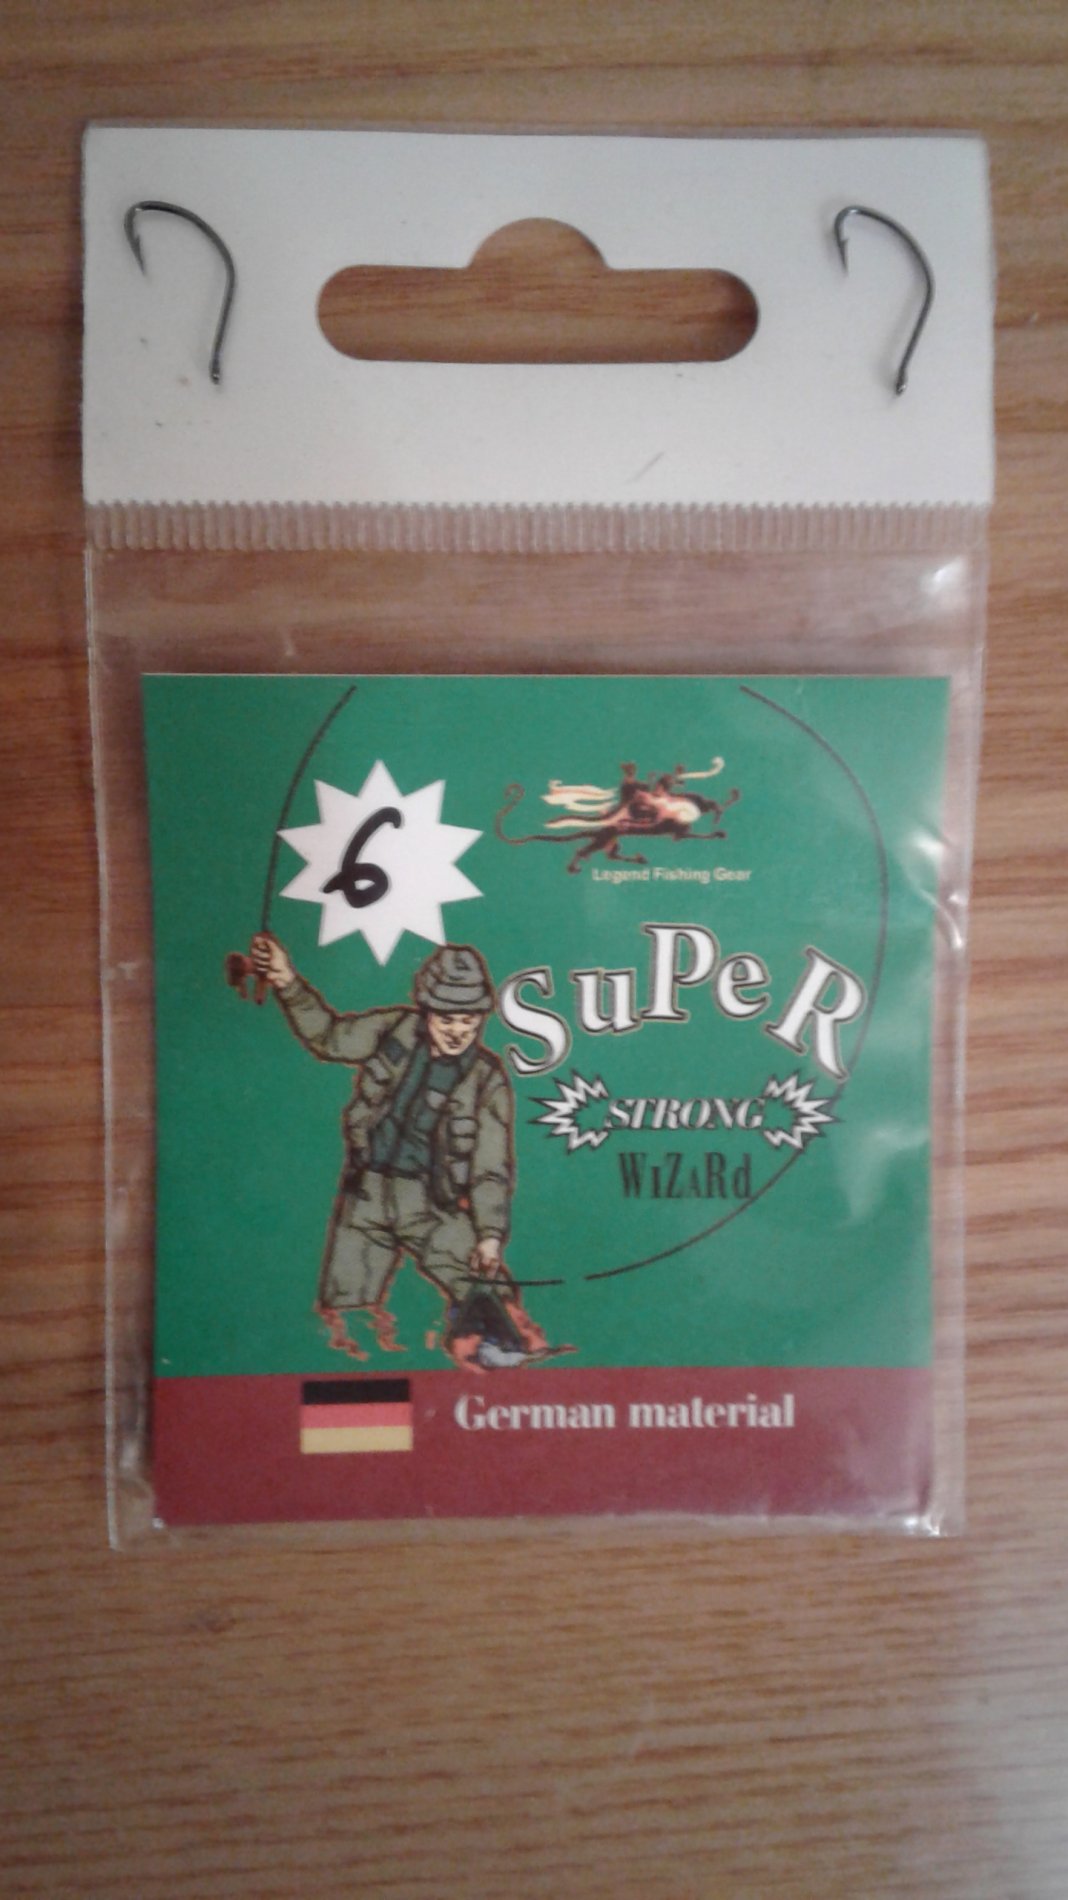 6
Legend Fishing Gear
SuPeR
STRONG
WIZARd
German material